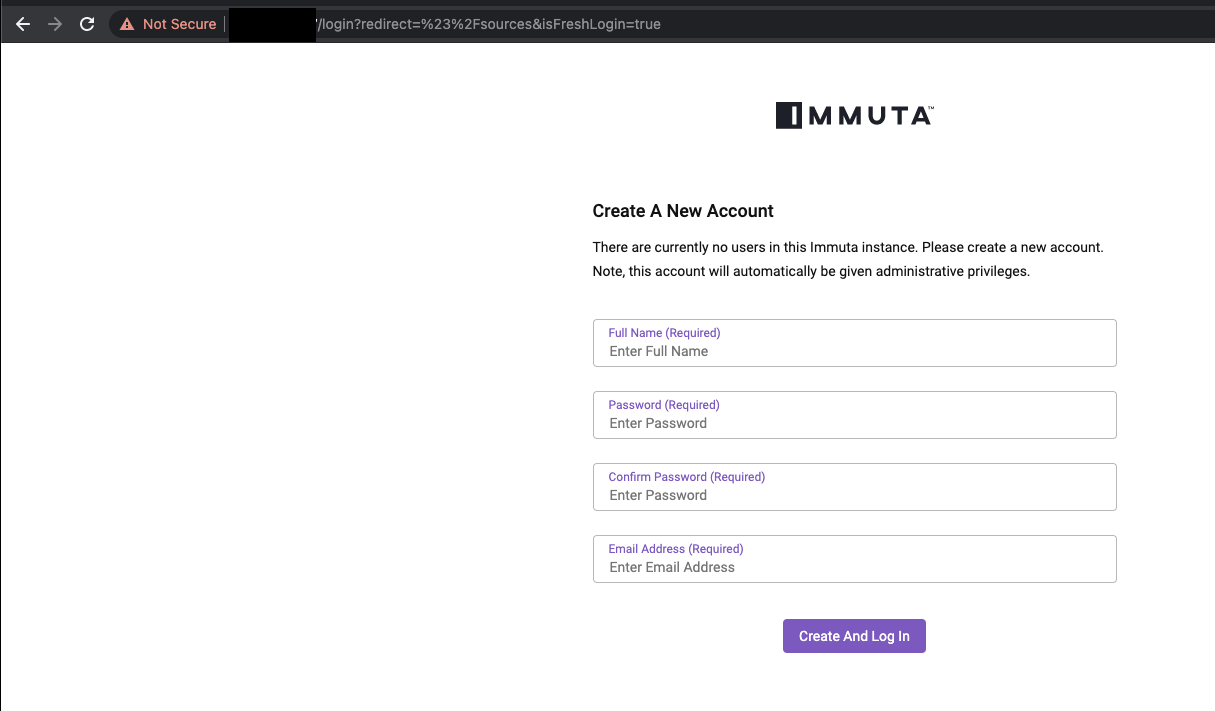 Not Secure /login?redirect=%23%2Fsources&isFreshLogin=true
IMMUTA™
Create A New Account
There are currently no users in this Immuta instance. Please create a new account.
Note, this account will automatically be given administrative privileges.
Full Name (Required)
Enter Full Name
Password (Required)
Enter Password
Confirm Password (Required)
Enter Password
Email Address (Required)
Enter Email Address
Create And Log In